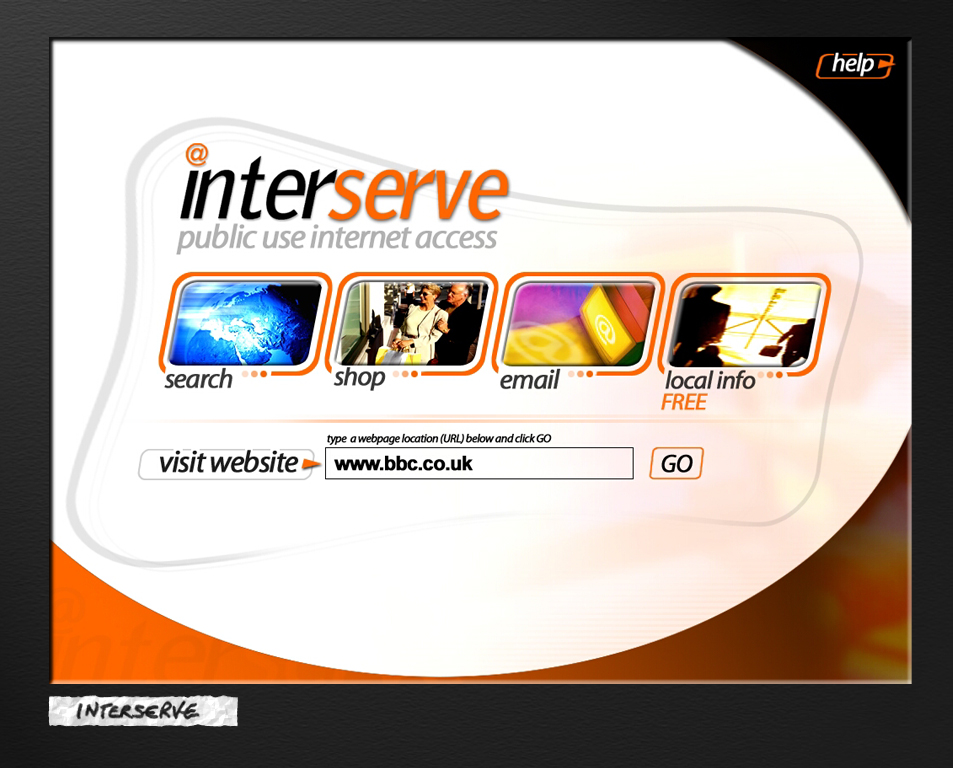 help
@
interserve
public use internet access
search
shop
email
local info
FREE
type a webpage location (URL) below and click GO
visit website
www.bbc.co.uk
GO
@
inter
INTERSERVE